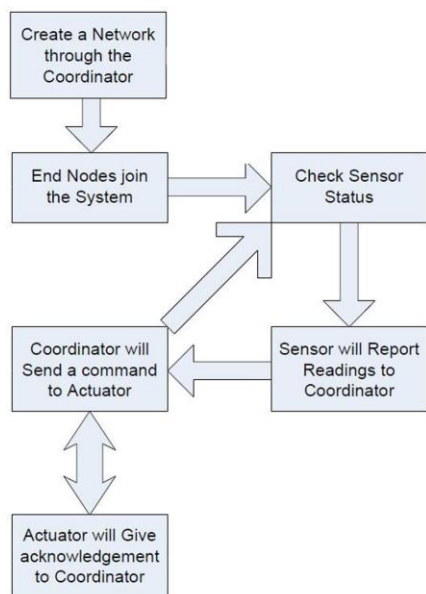 Create a Network
through the
Coordinator
End Nodes join
the System
Check Sensor
Status
Coordinator will
Send a command
to Actuator
Sensor will Report
Readings to
Coordinator
Actuator will Give
acknowledgement
to Coordinator